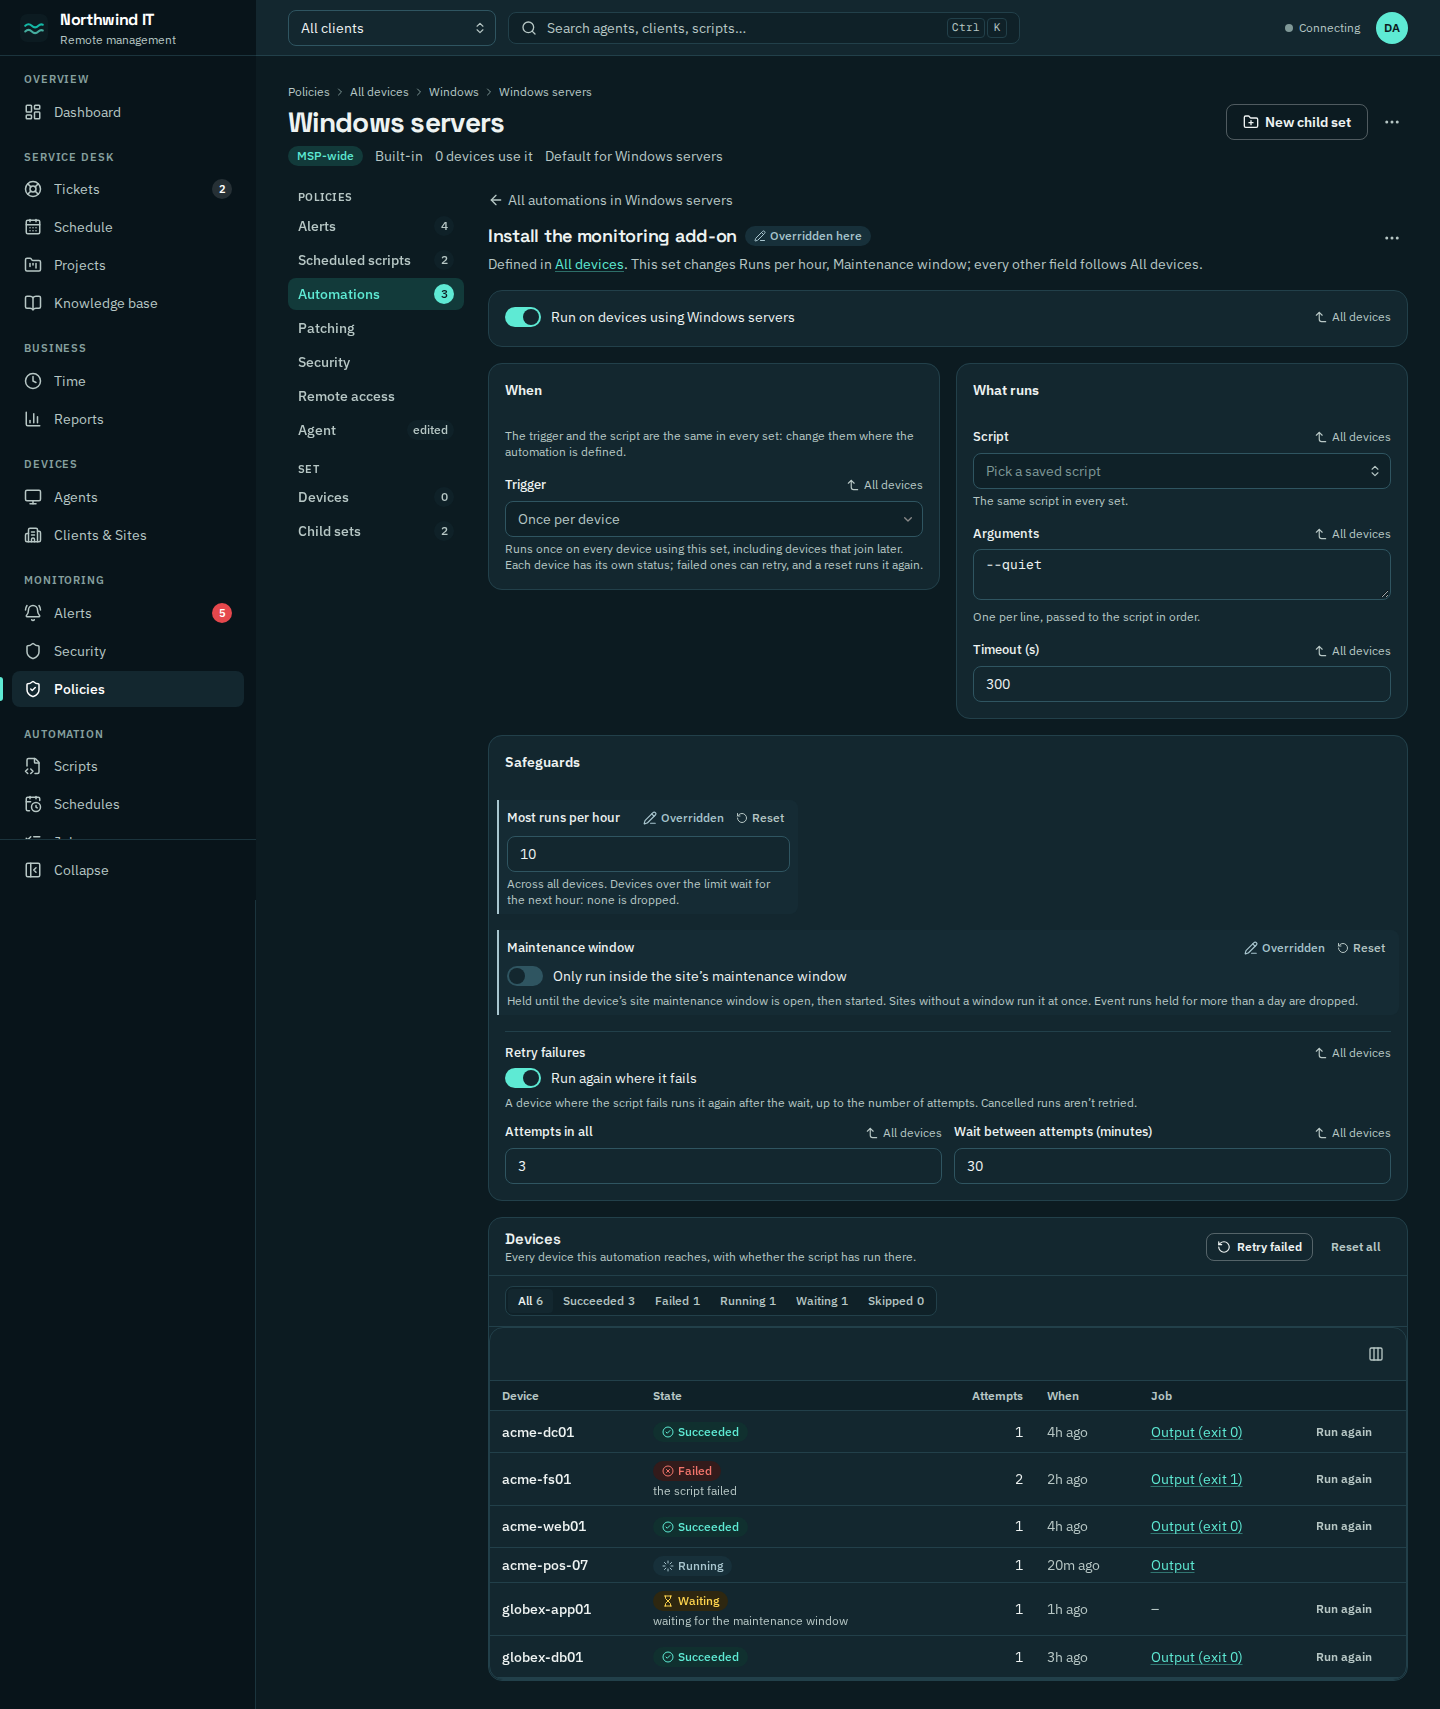 Northwind IT
Remote management
All clients
Search agents, clients, scripts...
Ctrl K
Connecting
DA
OVERVIEW
Dashboard
SERVICE DESK
Tickets 2
Schedule
Projects
Knowledge base
BUSINESS
Time
Reports
DEVICES
Agents
Clients & Sites
MONITORING
Alerts 5
Security
Policies
AUTOMATION
Scripts
Schedules
Collapse
Policies > All devices > Windows > Windows servers
Windows servers
New child set
MSP-wide Built-in 0 devices use it Default for Windows servers
POLICIES
Alerts 4
Scheduled scripts 2
Automations 3
Patching
Security
Remote access
Agent edited
SET
Devices 0
Child sets 2
All automations in Windows servers
Install the monitoring add-on Overridden here
Defined in All devices. This set changes Runs per hour, Maintenance window; every other field follows All devices.
Run on devices using Windows servers All devices
When
The trigger and the script are the same in every set: change them where the
automation is defined.
Trigger All devices
Once per device
Runs once on every device using this set, including devices that join later.
Each device has its own status; failed ones can retry, and a reset runs it again.
What runs
Script All devices
Pick a saved script
The same script in every set.
Arguments All devices
--quiet
One per line, passed to the script in order.
Timeout (s) All devices
300
Safeguards
Most runs per hour Overridden Reset
10
Across all devices. Devices over the limit wait for
the next hour: none is dropped.
Maintenance window Overridden Reset
Only run inside the site’s maintenance window
Held until the device’s site maintenance window is open, then started. Sites without a window run it at once. Event runs held for more than a day are dropped.
Retry failures All devices
Run again where it fails
A device where the script fails runs it again after the wait, up to the number of attempts. Cancelled runs aren’t retried.
Attempts in all All devices Wait between attempts (minutes) All devices
3 30
Devices
Every device this automation reaches, with whether the script has run there.
Retry failed Reset all
All 6 Succeeded 3 Failed 1 Running 1 Waiting 1 Skipped 0
Device State Attempts When Job
acme-dc01 Succeeded 1 4h ago Output (exit 0) Run again
acme-fs01 Failed 2 2h ago Output (exit 1) Run again
the script failed
acme-web01 Succeeded 1 4h ago Output (exit 0) Run again
acme-pos-07 Running 1 20m ago Output
globex-app01 Waiting 1 1h ago – Run again
waiting for the maintenance window
globex-db01 Succeeded 1 3h ago Output (exit 0) Run again